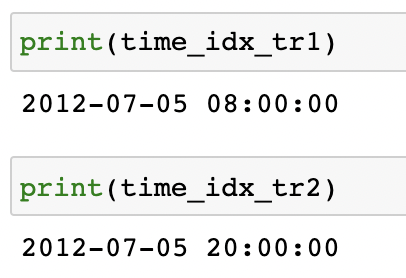 print(time_idx_tr1)
2012-07-05 08:00:00
print(time_idx_tr2)
2012-07-05 20:00:00